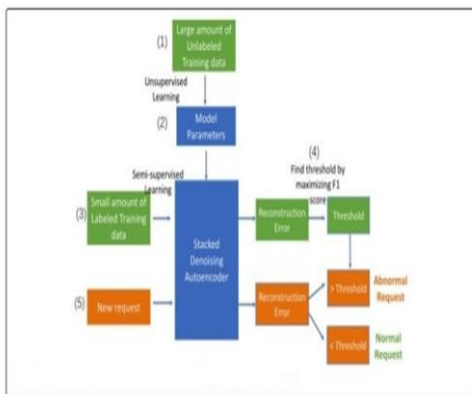 (1)
Large amount of
Unlabeled
Training data
Unsupervised
Learning
(2)
Model
Parameters
Semi-supervised
Learning
(3)
Small amount of
Labeled Training
data
Stacked
Denoising
Autoencoder
(4)
Find threshold by
maximizing F1
score
Reconstruction
Error
Threshold
(5)
New request
Reconstruction
Error
> Threshold
Abnormal
Request
< Threshold
Normal
Request